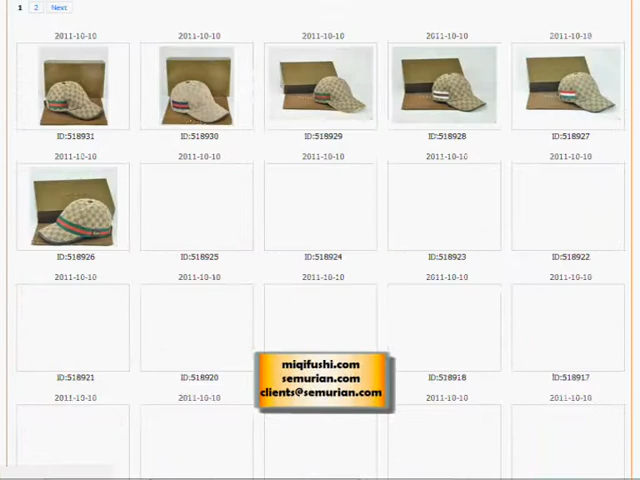 1 2 Next
2011-10-10 2011-10-10 2011-10-10 2011-10-10 2011-10-10
ID:518931 ID:518930 ID:518929 ID:518928 ID:518927
2011-10-10 2011-10-10 2011-10-10 2011-10-10 2011-10-10
ID:518926 ID:518925 ID:518924 ID:518923 ID:518922
2011-10-10 2011-10-10 2011-10-10 2011-10-10 2011-10-10
ID:518921 ID:518920 ID:518918 ID:518917
2011-10-10 2011-10-10 2011-10-10 2011-10-10
miqifushi.com
semurian.com
clients@semurian.com